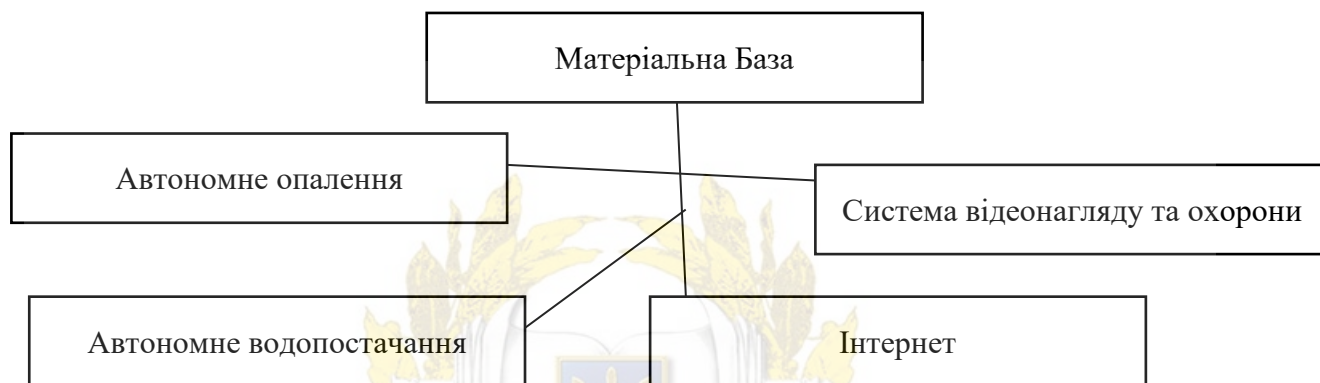 Матеріальна База
Автономне опалення
Система відеонагляду та охорони
Автономне водопостачання
Інтернет